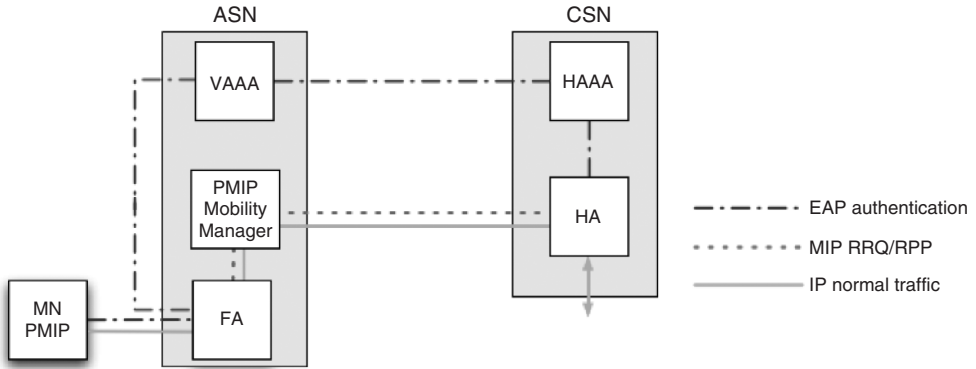 ASN
CSN
VAAA
HAAA
PMIP
Mobility
Manager
HA
EAP authentication
MIP RRQ/RPP
IP normal traffic
MN
PMIP
FA